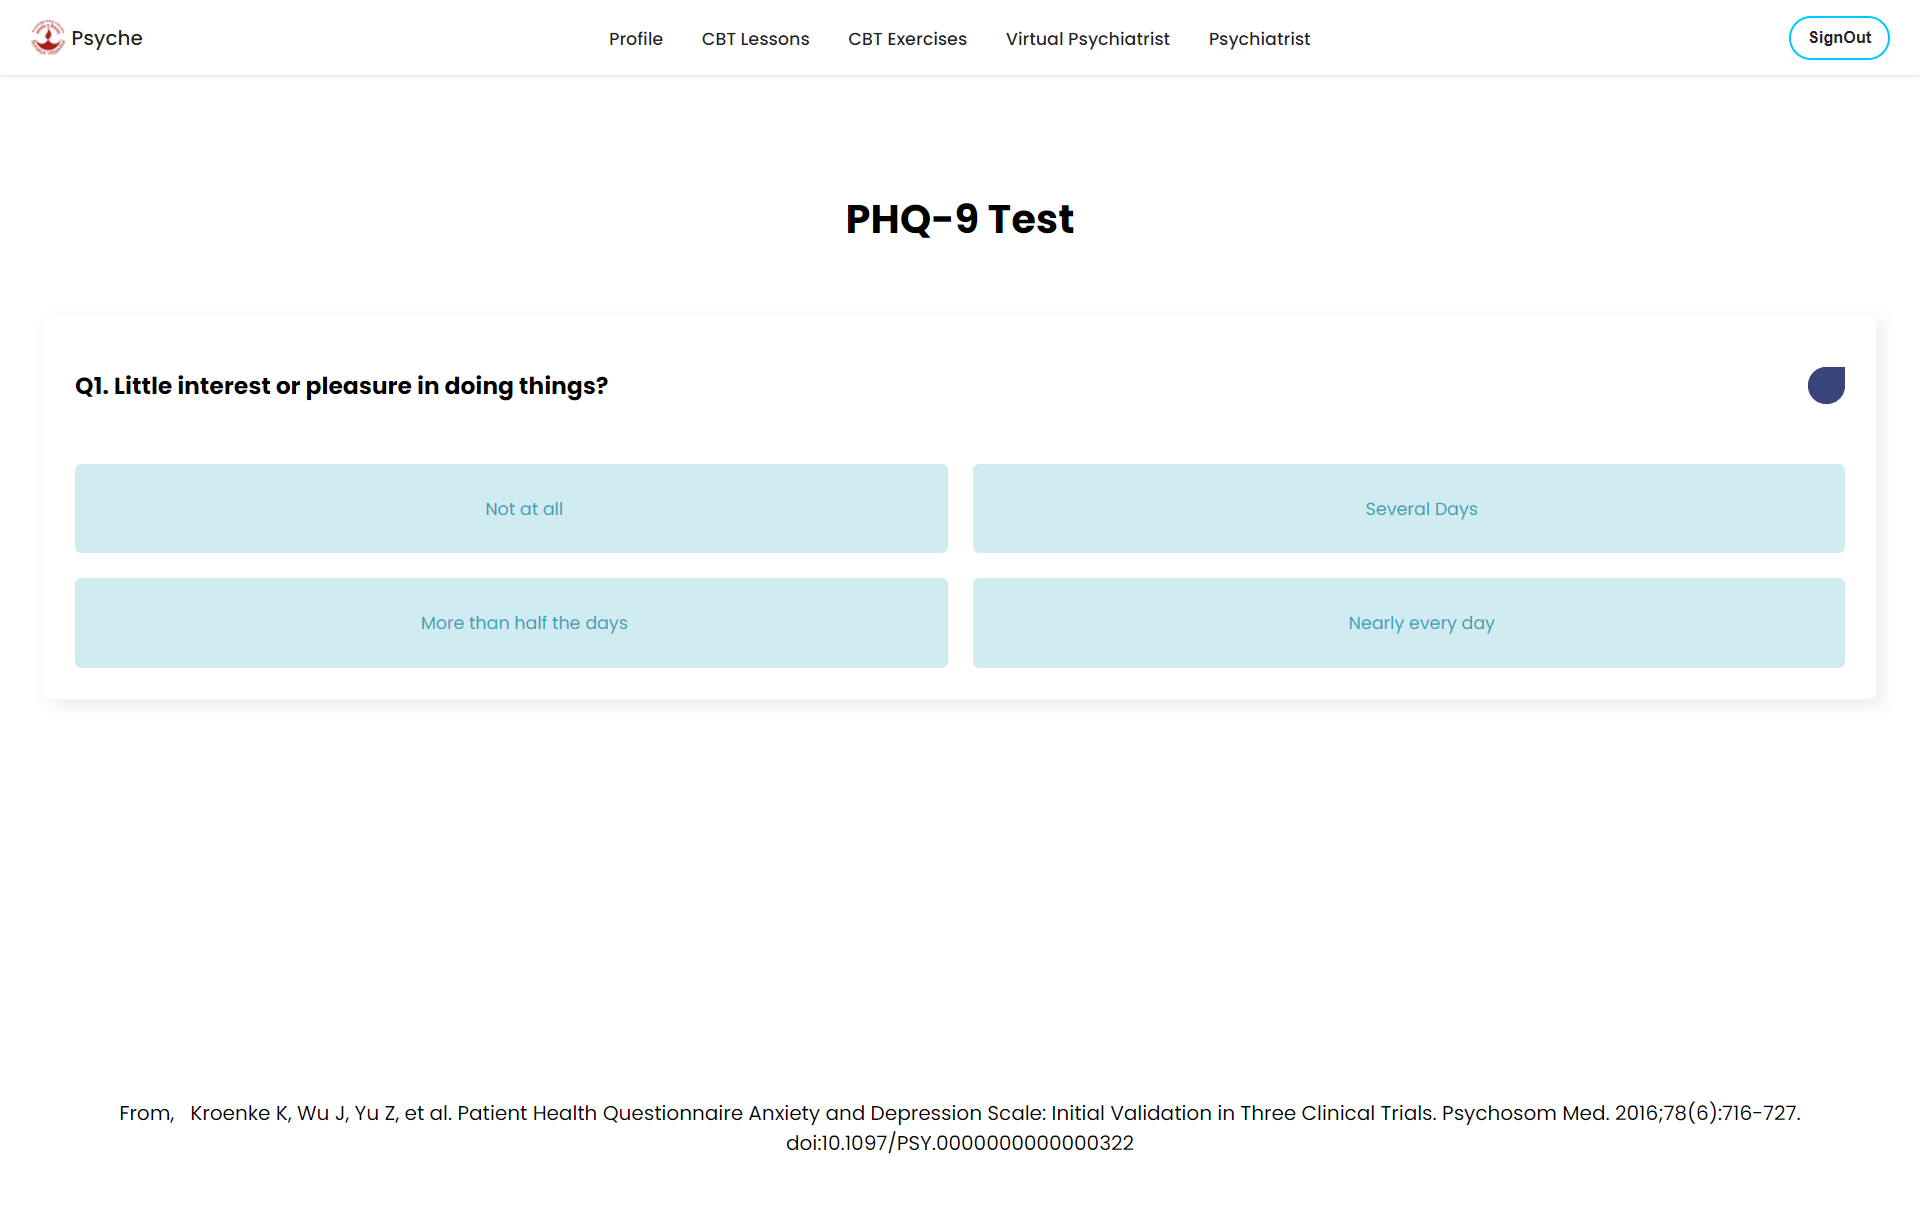 Psyche
Profile
CBT Lessons
CBT Exercises
Virtual Psychiatrist
Psychiatrist
SignOut
PHQ-9 Test
Q1. Little interest or pleasure in doing things?
Not at all
Several Days
More than half the days
Nearly every day
From, Kroenke K, Wu J, Yu Z, et al. Patient Health Questionnaire Anxiety and Depression Scale: Initial Validation in Three Clinical Trials. Psychosom Med. 2016;78(6):716-727.
doi:10.1097/PSY.0000000000000322